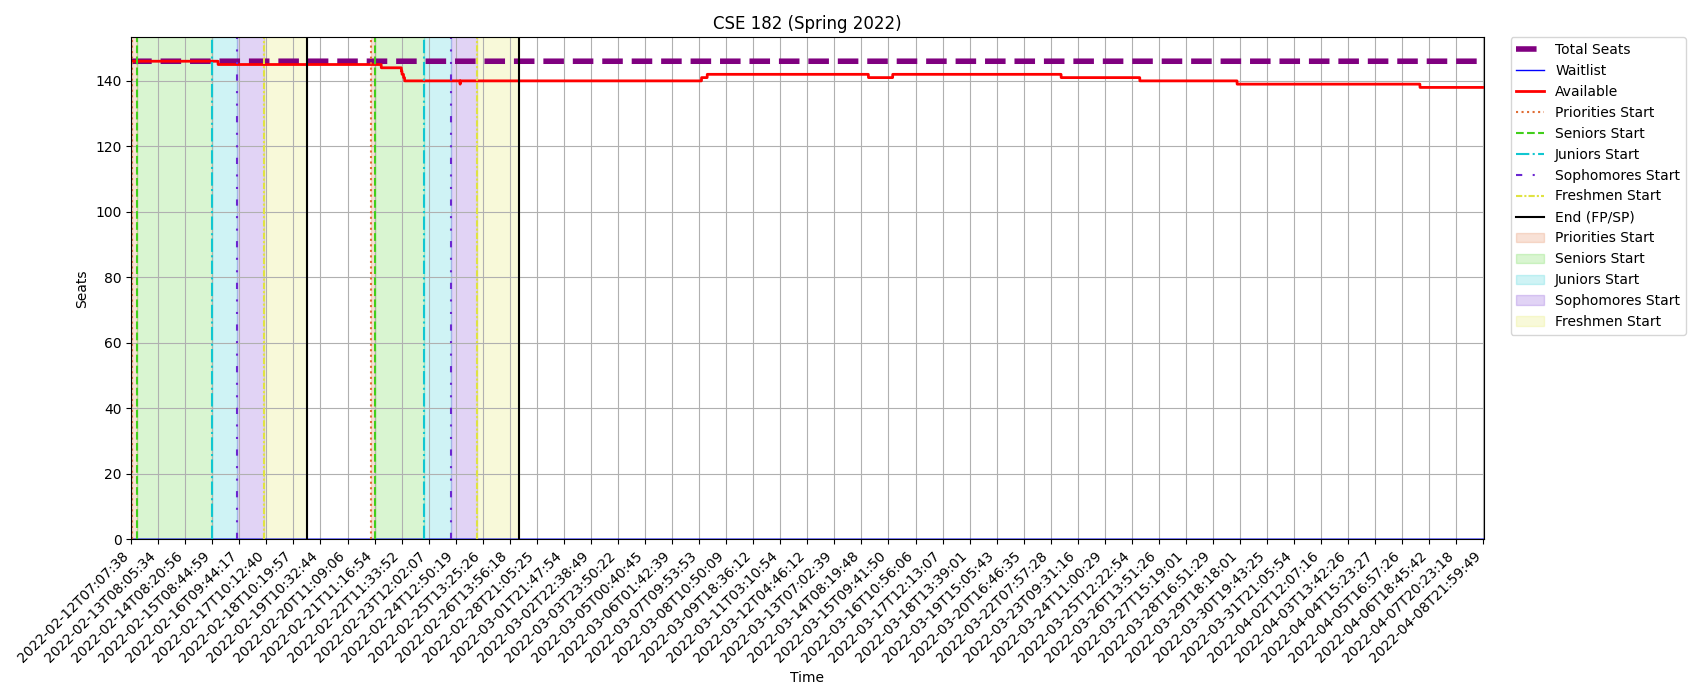 CSE 182 (Spring 2022)
Seats
140
120
100
80
60
40
20
0
2022-02-12T07:07:38
2022-02-13T08:05:34
2022-02-14T08:20:56
2022-02-15T08:44:59
2022-02-16T09:44:17
2022-02-17T10:12:40
2022-02-18T10:19:57
2022-02-19T10:32:44
2022-02-20T11:09:06
2022-02-21T11:16:54
2022-02-22T11:33:52
2022-02-23T12:02:07
2022-02-24T12:50:19
2022-02-25T13:25:26
2022-02-26T23:56:18
2022-02-28T21:05:25
2022-03-01T21:47:54
2022-03-02T22:38:49
2022-03-03T23:50:22
2022-03-05T00:40:45
2022-03-06T01:42:39
2022-03-07T09:53:53
2022-03-08T10:50:09
2022-03-09T18:36:12
2022-03-11T03:10:54
2022-03-12T04:46:12
2022-03-13T07:02:39
2022-03-14T08:19:48
2022-03-15T09:41:50
2022-03-16T10:56:06
2022-03-17T12:13:07
2022-03-18T13:39:01
2022-03-19T15:05:43
2022-03-20T16:46:35
2022-03-22T07:57:28
2022-03-23T09:31:16
2022-03-24T11:00:29
2022-03-25T12:22:54
2022-03-26T13:51:26
2022-03-27T15:19:01
2022-03-28T16:51:29
2022-03-29T18:18:01
2022-03-30T19:43:25
2022-03-31T21:05:54
2022-04-02T12:07:16
2022-04-03T13:42:26
2022-04-04T15:23:27
2022-04-05T16:57:26
2022-04-06T18:45:42
2022-04-07T20:23:18
2022-04-08T21:59:49
Time
Total Seats
Waitlist
Available
Priorities Start
Seniors Start
Juniors Start
Sophomores Start
Freshmen Start
End (FP/SP)
Priorities Start
Seniors Start
Juniors Start
Sophomores Start
Freshmen Start